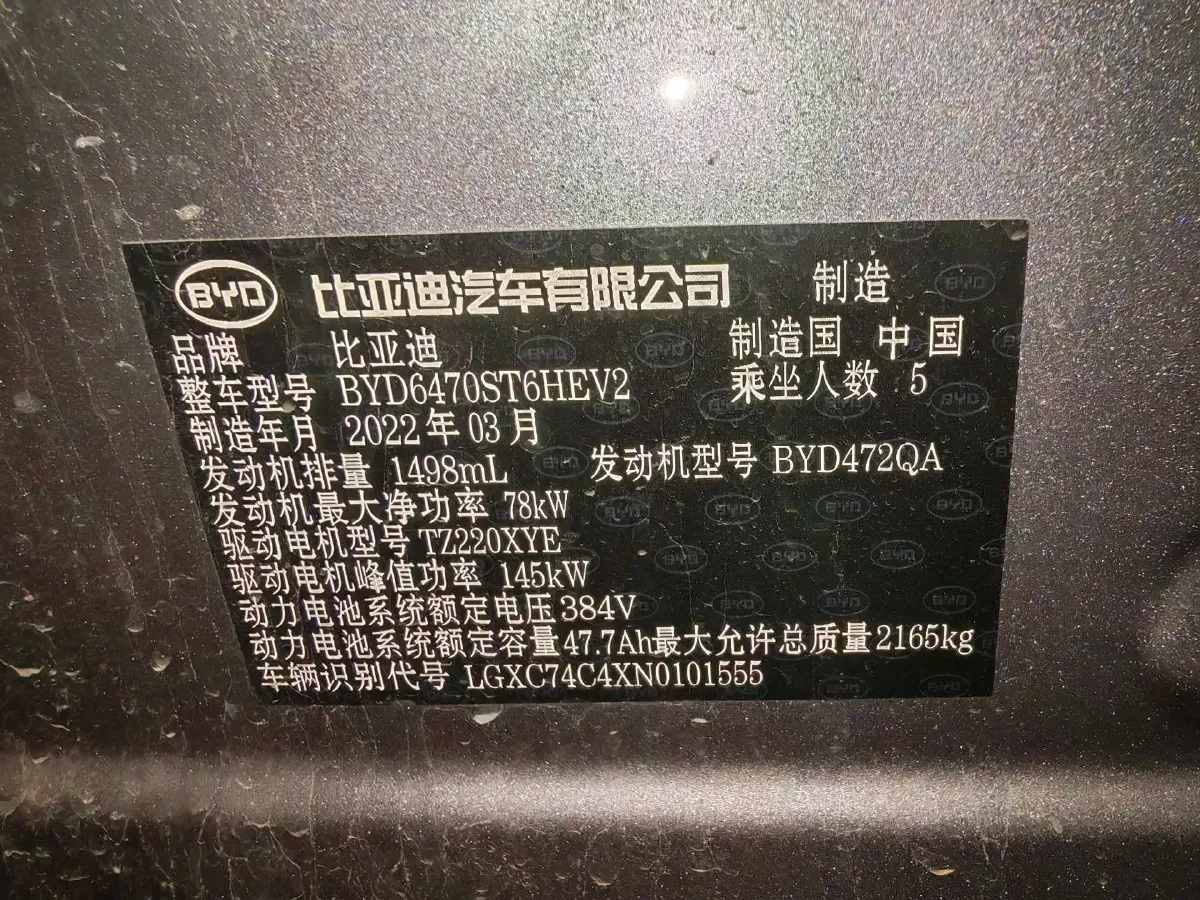 BYD 比亚迪汽车有限公司 制造
品牌 比亚迪 制造国 中国
整车型号 BYD6470ST6HEV2 乘坐人数 5
制造年月 2022年03月
发动机排量 1498mL 发动机型号 BYD472QA
发动机最大净功率 78kW
驱动电机型号 TZ220XYE
驱动电机峰值功率 145kW
动力电池系统额定电压 384V
动力电池系统额定容量 47.7Ah 最大允许总质量 2165kg
车辆识别代号 LGXC74C4XN0101555